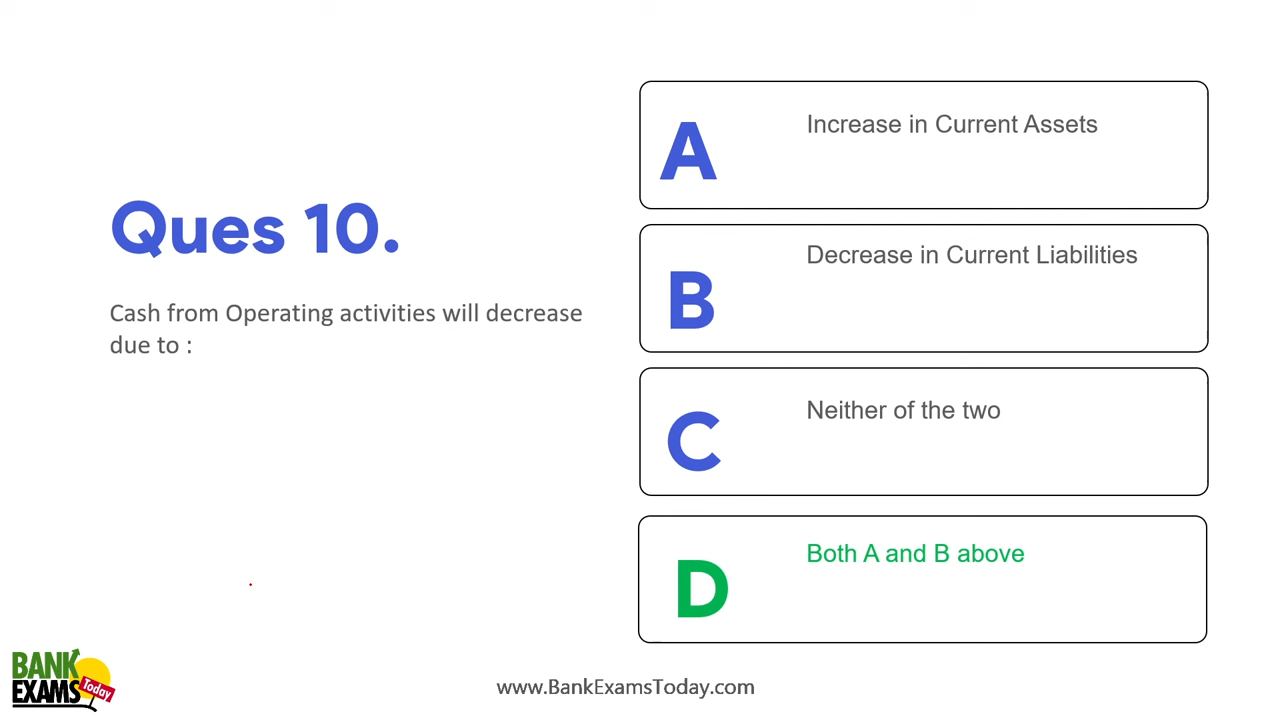 Ques 10.
Cash from Operating activities will decrease
due to :
A
Increase in Current Assets
B
Decrease in Current Liabilities
C
Neither of the two
D
Both A and B above
BANK
EXAMS
Today
www.BankExamsToday.com